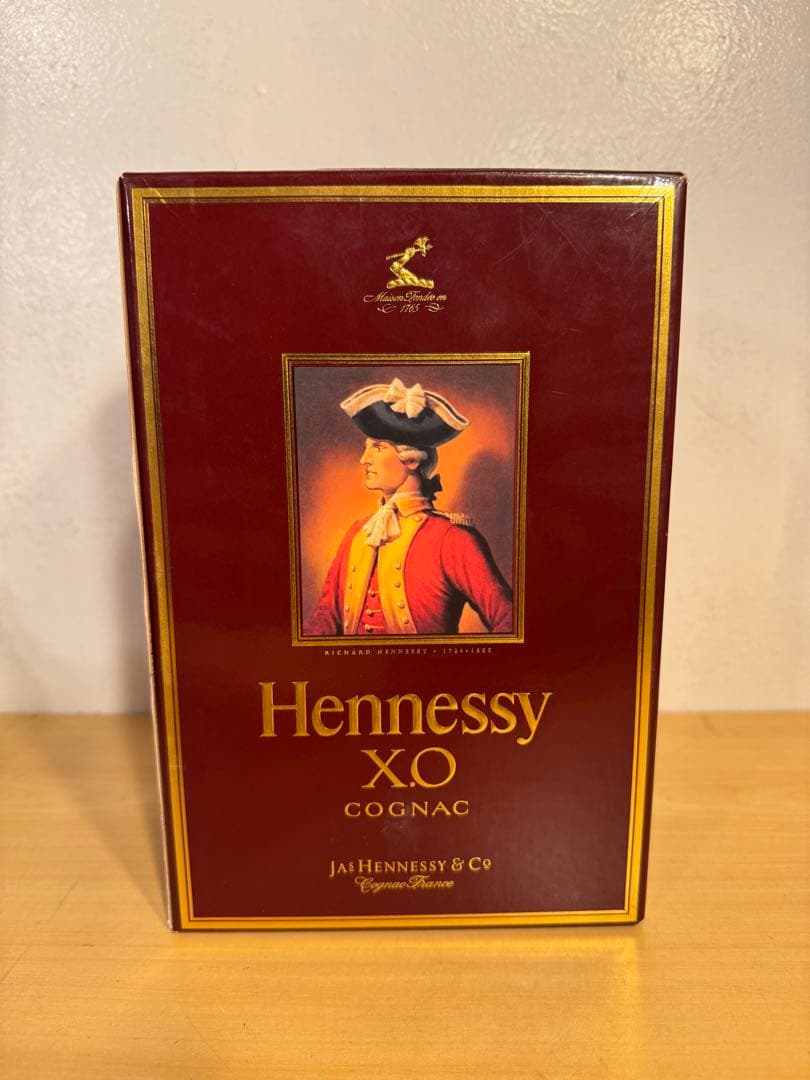 Maison Fondée en
1765
RICHARD HENNESSY • 1724-1800
Hennessy
X.O
COGNAC
JAS HENNESSY & Co
Cognac France